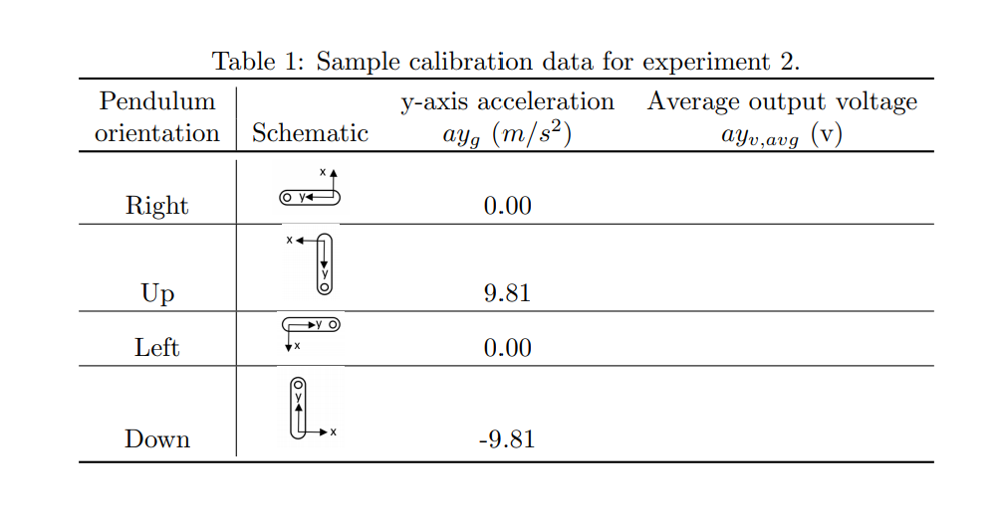 Table 1: Sample calibration data for experiment 2.
Pendulum orientation Schematic y-axis acceleration ay_g (m/s²) Average output voltage ay_{v,avg} (v)
x
y
Right 0.00
x
y
Up 9.81
y
x
Left 0.00
y
x
Down -9.81